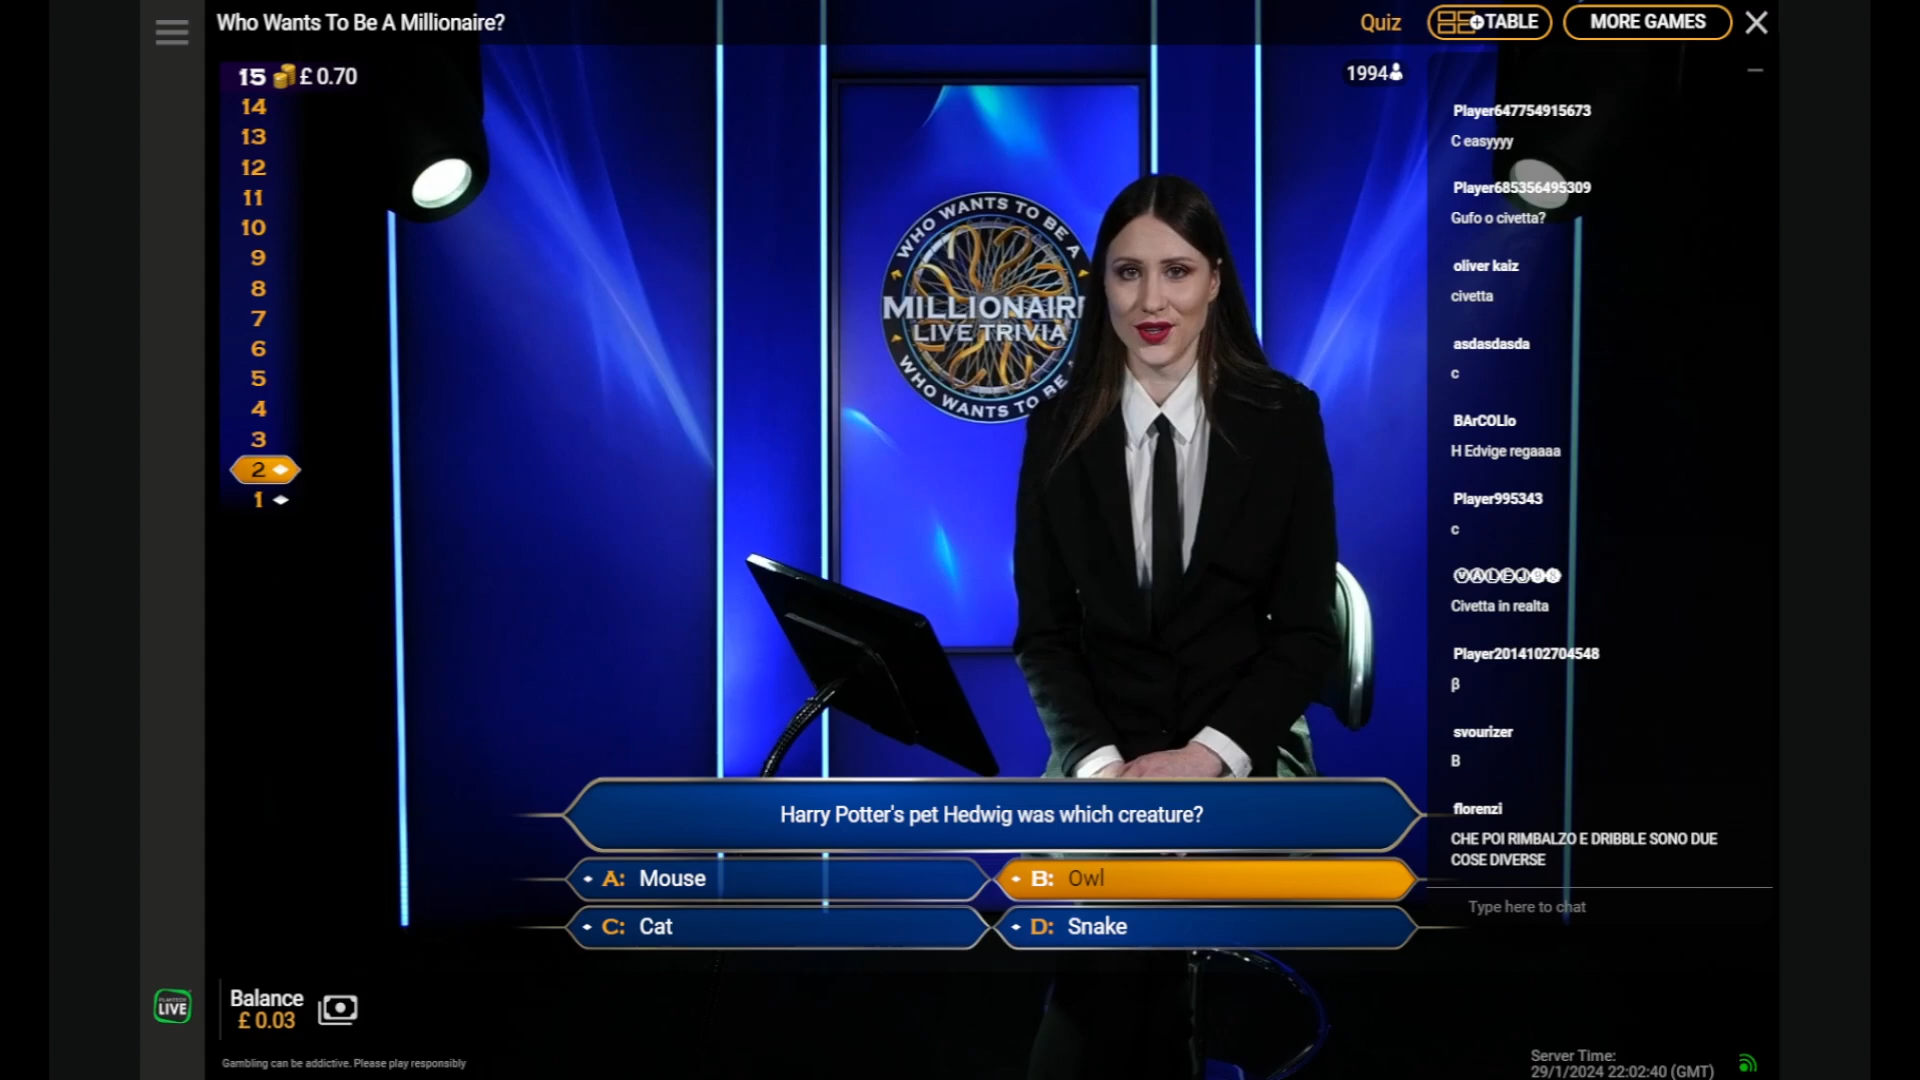 Who Wants To Be A Millionaire?
Quiz
TABLE
MORE GAMES
15 £ 0.70
14
13
12
11
10
9
8
7
6
5
4
3
2
1
1994
WHO WANTS TO BE A
MILLIONAIR
LIVE TRIVIA
WHO WANTS TO BE
Player647754915673
C easyyyy
Player685356495309
Gufo o civetta?
oliver kaiz
civetta
asdasdasda
c
BArCOLlo
H Edvige regaaaa
Player995343
c
Civetta in realta
Player2014102704548
β
svourizer
B
florenzi
CHE POI RIMBALZO E DRIBBLE SONO DUE
COSE DIVERSE
Type here to chat
Harry Potter's pet Hedwig was which creature?
A: Mouse
B: Owl
C: Cat
D: Snake
LIVE
Balance
£ 0.03
Gambling can be addictive. Please play responsibly
Server Time:
29/1/2024 22:02:40 (GMT)